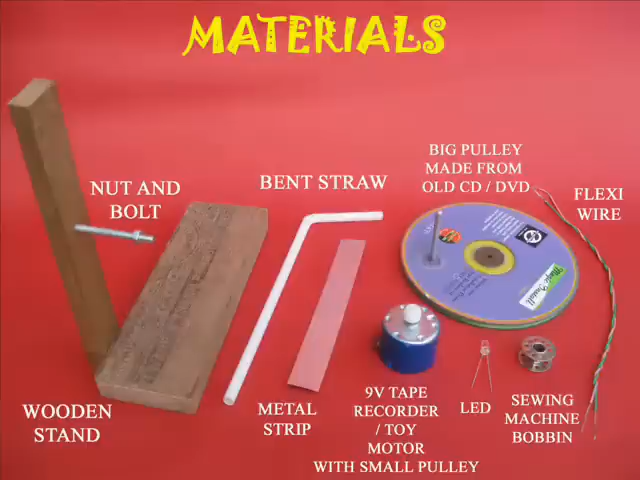 MATERIALS
BIG PULLEY
MADE FROM
OLD CD / DVD
NUT AND
BOLT
BENT STRAW
FLEXI
WIRE
WOODEN
STAND
METAL
STRIP
9V TAPE
RECORDER
/ TOY
MOTOR
WITH SMALL PULLEY
LED
SEWING
MACHINE
BOBBIN